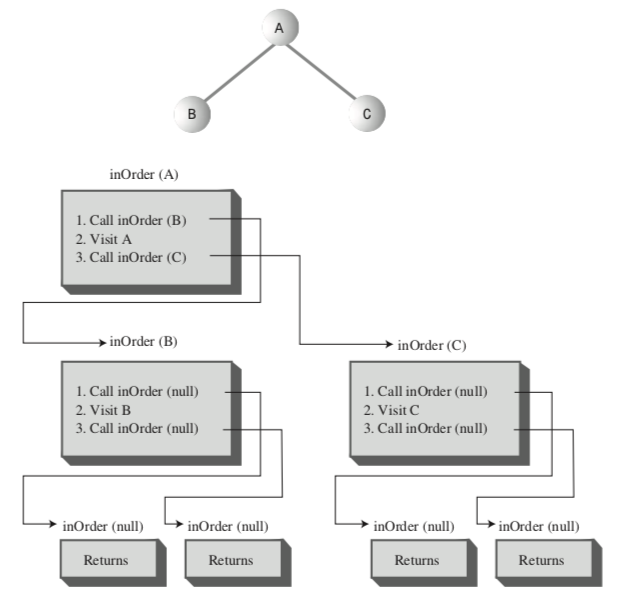 A
B
C
inOrder (A)
1. Call inOrder (B)
2. Visit A
3. Call inOrder (C)
inOrder (B)
1. Call inOrder (null)
2. Visit B
3. Call inOrder (null)
inOrder (C)
1. Call inOrder (null)
2. Visit C
3. Call inOrder (null)
inOrder (null)
Returns
inOrder (null)
Returns
inOrder (null)
Returns
inOrder (null)
Returns